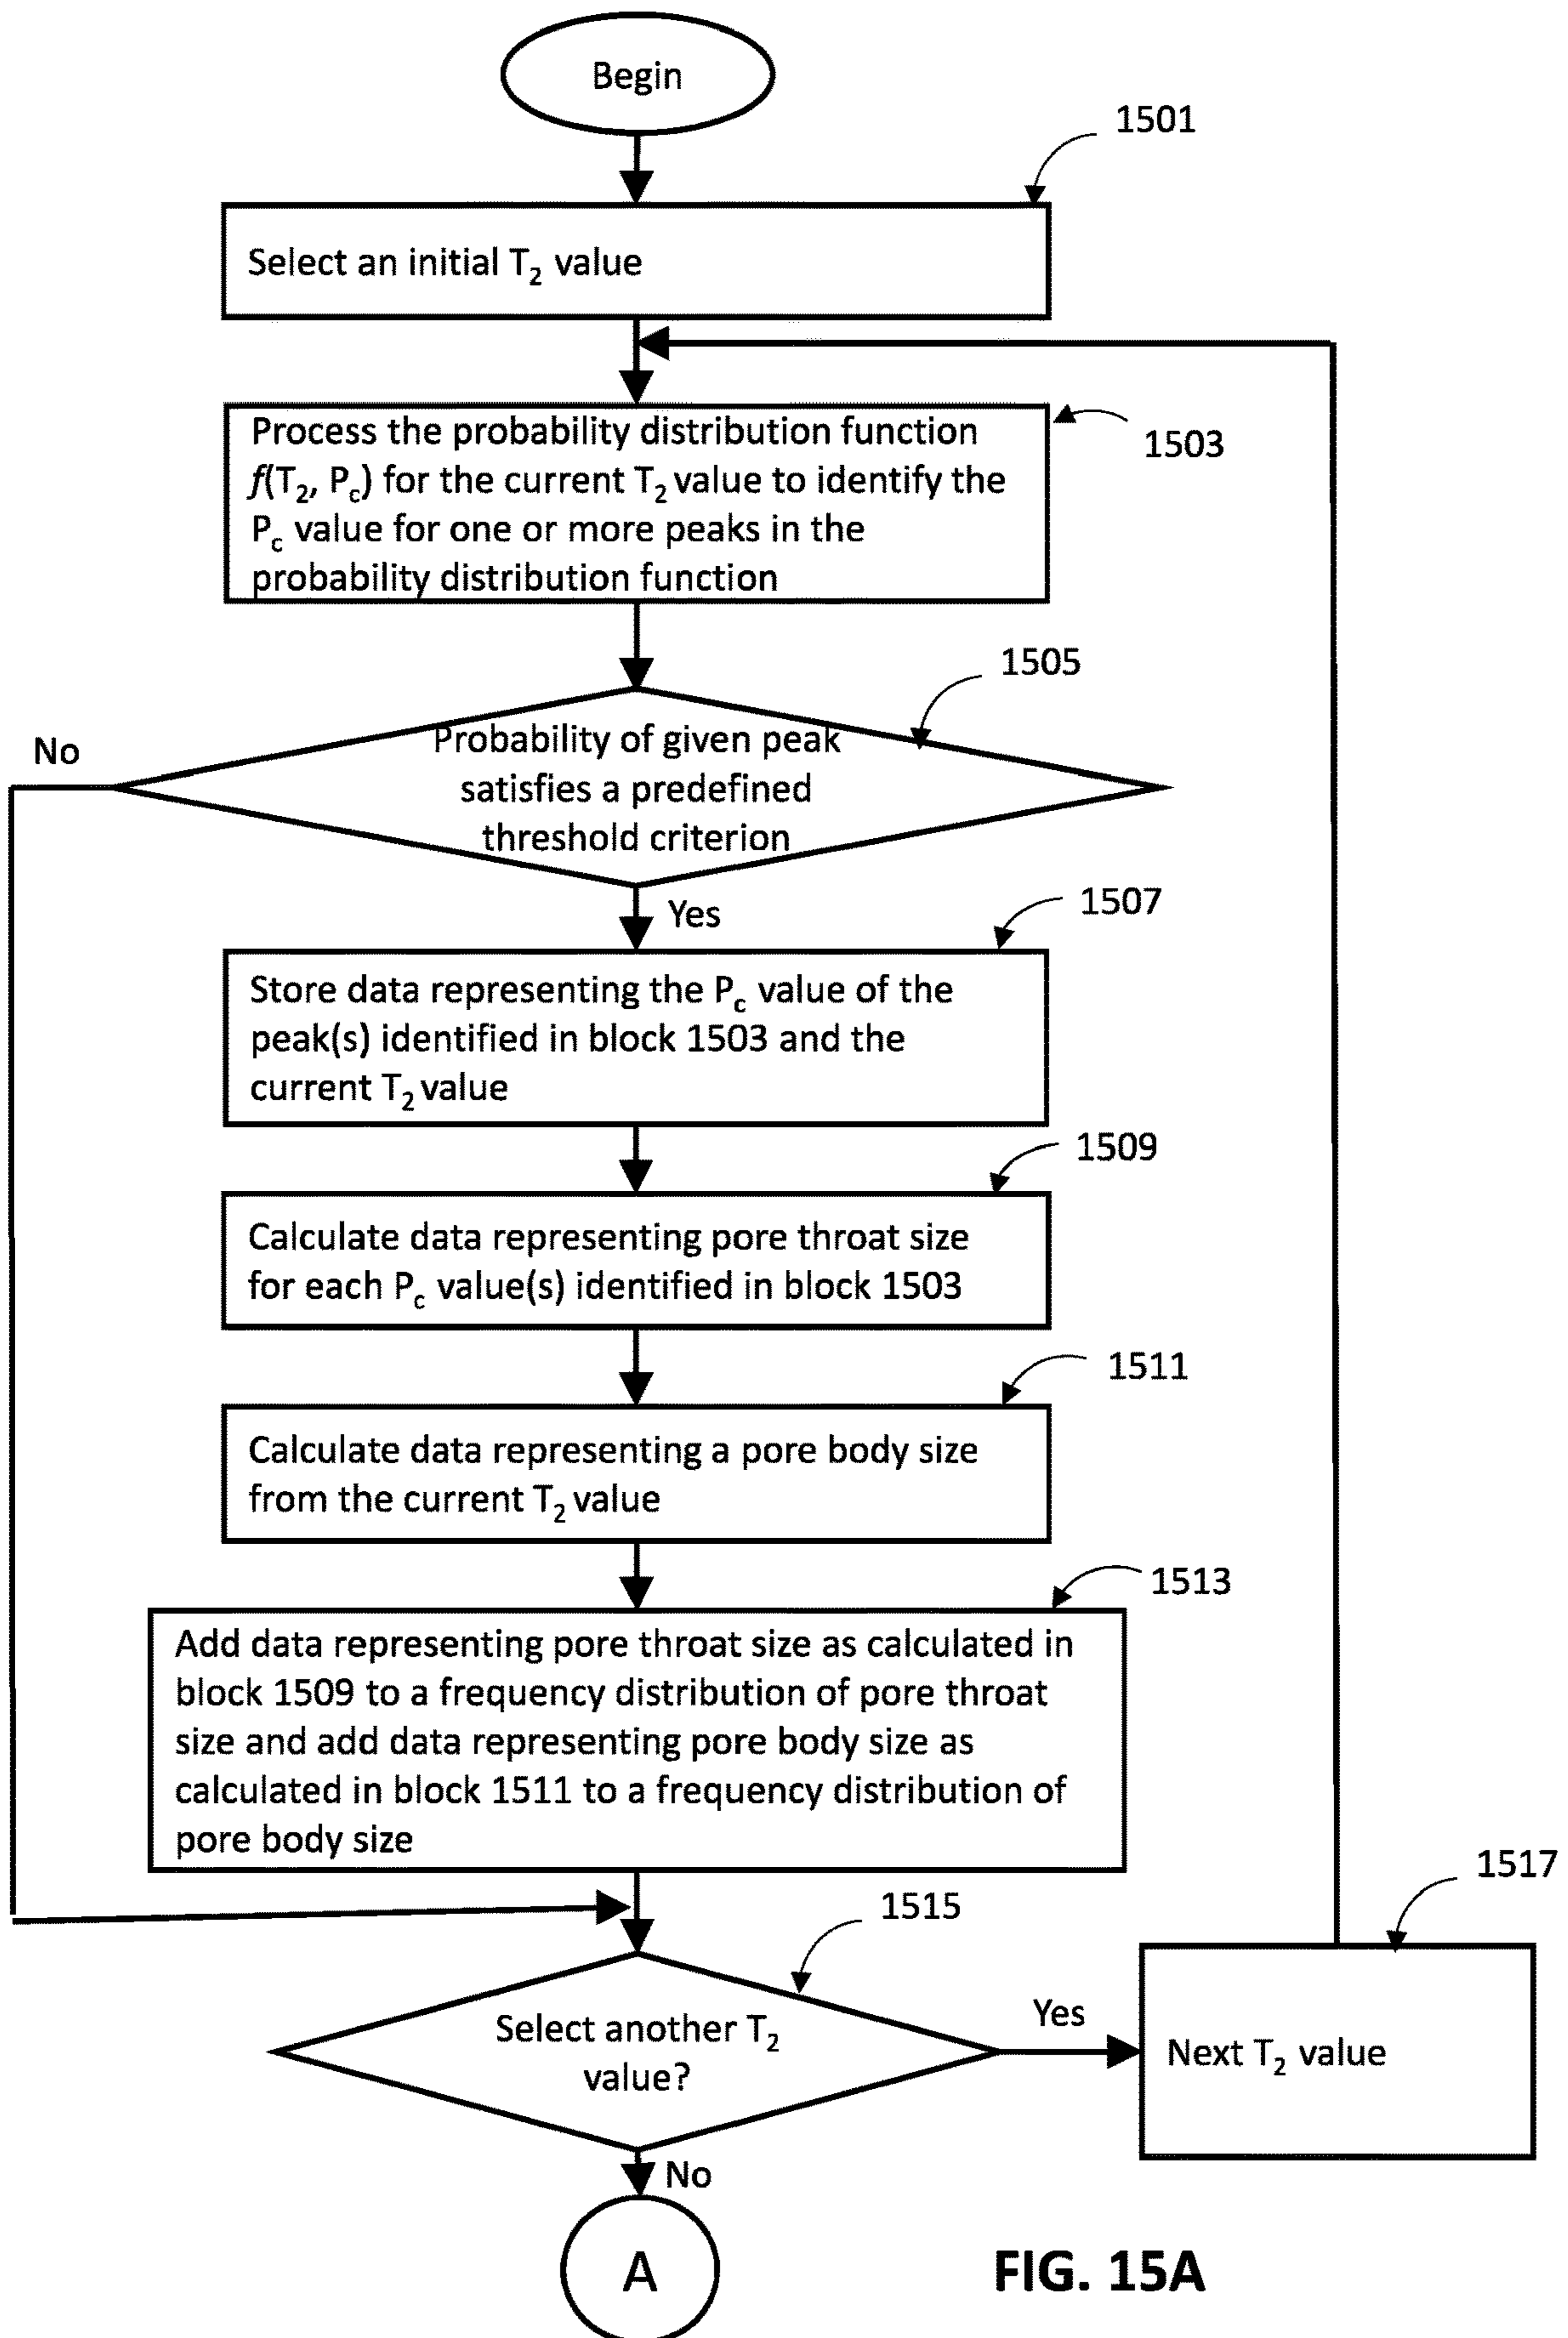 Begin
1501
Select an initial T₂ value
Process the probability distribution function
f(T₂, P_c) for the current T₂ value to identify the
P_c value for one or more peaks in the
probability distribution function
1503
1505
No
Probability of given peak
satisfies a predefined
threshold criterion
Yes
1507
Store data representing the P_c value of the
peak(s) identified in block 1503 and the
current T₂ value
1509
Calculate data representing pore throat size
for each P_c value(s) identified in block 1503
1511
Calculate data representing a pore body size
from the current T₂ value
1513
Add data representing pore throat size as calculated in
block 1509 to a frequency distribution of pore throat
size and add data representing pore body size as
calculated in block 1511 to a frequency distribution of
pore body size
1515
1517
Select another T₂
value?
Yes
Next T₂ value
No
A
FIG. 15A